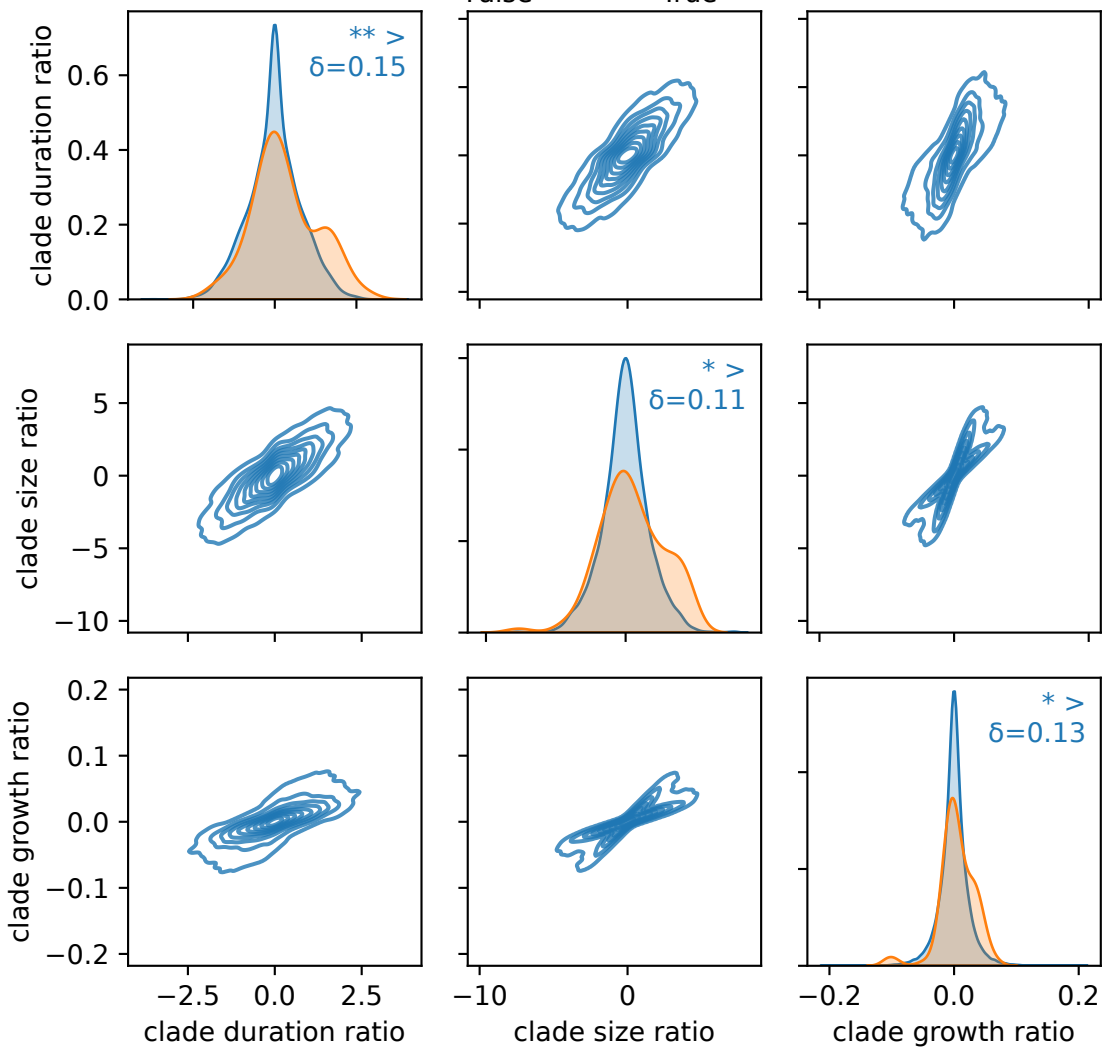 False True
clade duration ratio
0.6
0.4
0.2
0.0
** >
δ=0.15
clade size ratio
5
0
−5
−10
* >
δ=0.11
clade growth ratio
0.2
0.1
0.0
−0.1
−0.2
* >
δ=0.13
−2.5 0.0 2.5 −10 0 −0.2 0.0 0.2
clade duration ratio clade size ratio clade growth ratio